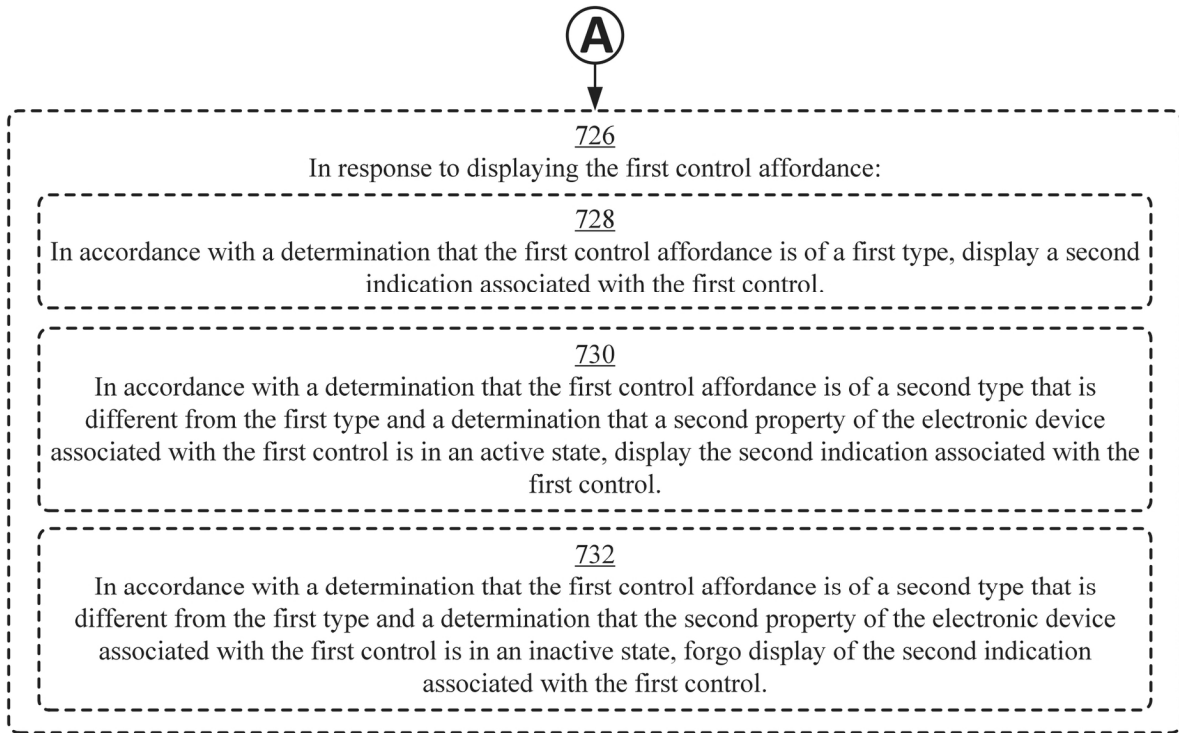 A
726
In response to displaying the first control affordance:
728
In accordance with a determination that the first control affordance is of a first type, display a second
indication associated with the first control.
730
In accordance with a determination that the first control affordance is of a second type that is
different from the first type and a determination that a second property of the electronic device
associated with the first control is in an active state, display the second indication associated with the
first control.
732
In accordance with a determination that the first control affordance is of a second type that is
different from the first type and a determination that the second property of the electronic device
associated with the first control is in an inactive state, forgo display of the second indication
associated with the first control.